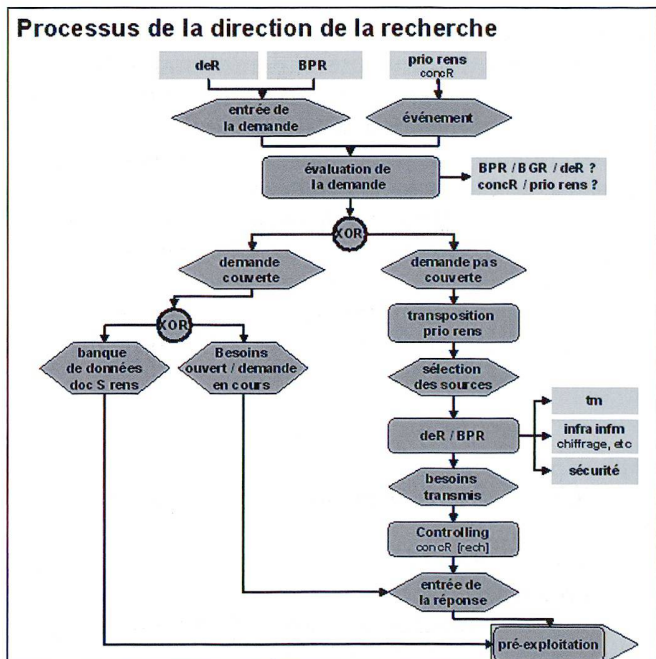 Processus de la direction de la recherche
deR
BPR
prio rens
concR
entrée de
la demande
événement
évaluation de
la demande
BPR / BGR / deR ?
concR / prio rens ?
XOR
demande
couverte
demande pas
couverte
XOR
transposition
prio rens
banque
de données
doc S rens
Besoins
ouvert / demande
en cours
sélection
des sources
deR / BPR
tm
infra infm
chiffrage, etc
sécurité
besoins
transmis
Controlling
concR [rech]
entrée de
la réponse
pré-exploitation